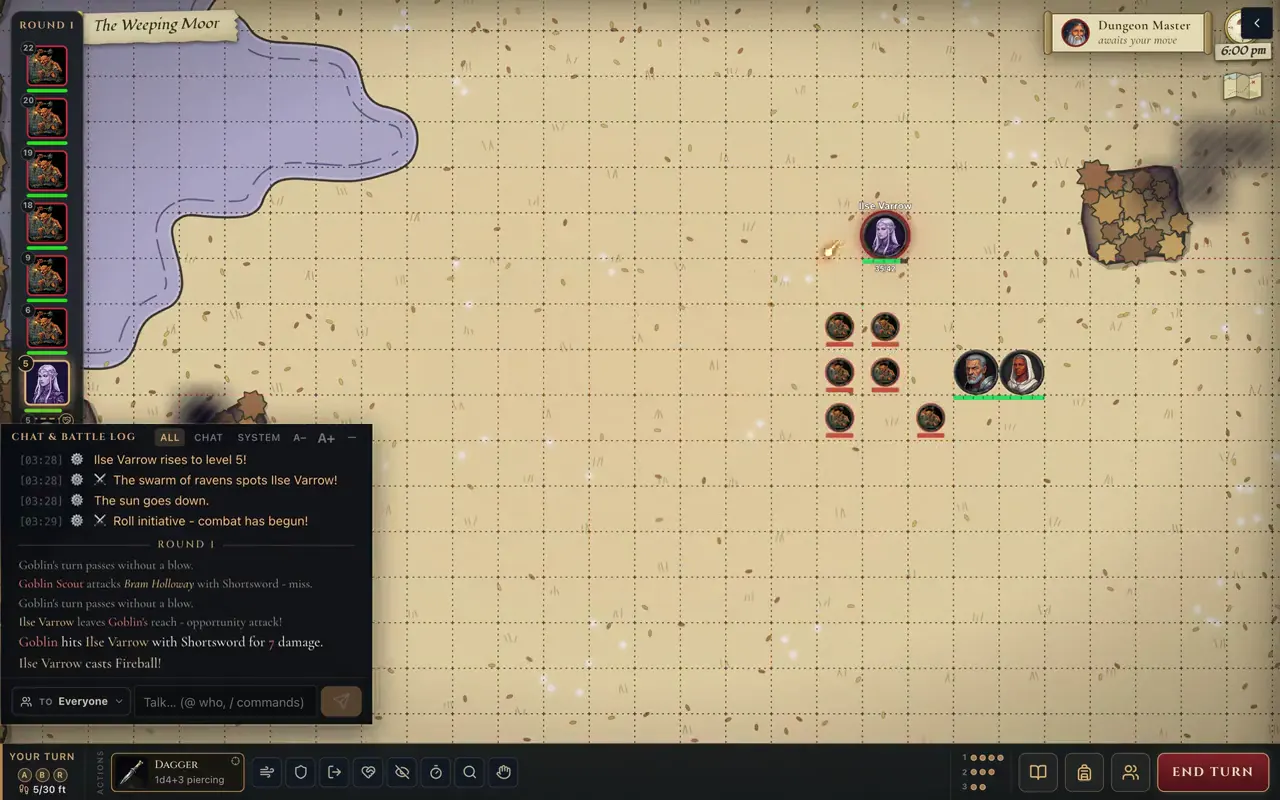 ROUND 1
The Weeping Moor
22
20
19
18
9
6
5
Dungeon Master
awaits your move
6:00 pm
Ilse Varrow
35/42
CHAT & BATTLE LOG
ALL
CHAT
SYSTEM
A−
A+
[03:28] Ilse Varrow rises to level 5!
[03:28] The swarm of ravens spots Ilse Varrow!
[03:28] The sun goes down.
[03:29] Roll initiative - combat has begun!
ROUND 1
Goblin's turn passes without a blow.
Goblin Scout attacks Bram Holloway with Shortsword - miss.
Goblin's turn passes without a blow.
Ilse Varrow leaves Goblin's reach - opportunity attack!
Goblin hits Ilse Varrow with Shortsword for 7 damage.
Ilse Varrow casts Fireball!
TO Everyone
Talk... (@ who, / commands)
YOUR TURN
A B R
5/30 ft
ACTIONS
DAGGER
1d4+3 piercing
1
2
3
END TURN